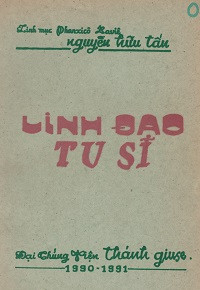 Linh mục Phanxicô Xaviê
nguyễn hữu tấn
LINH ĐẠO
TU SĨ
Đại Chủng Viện thánh giuse.
1990-1991